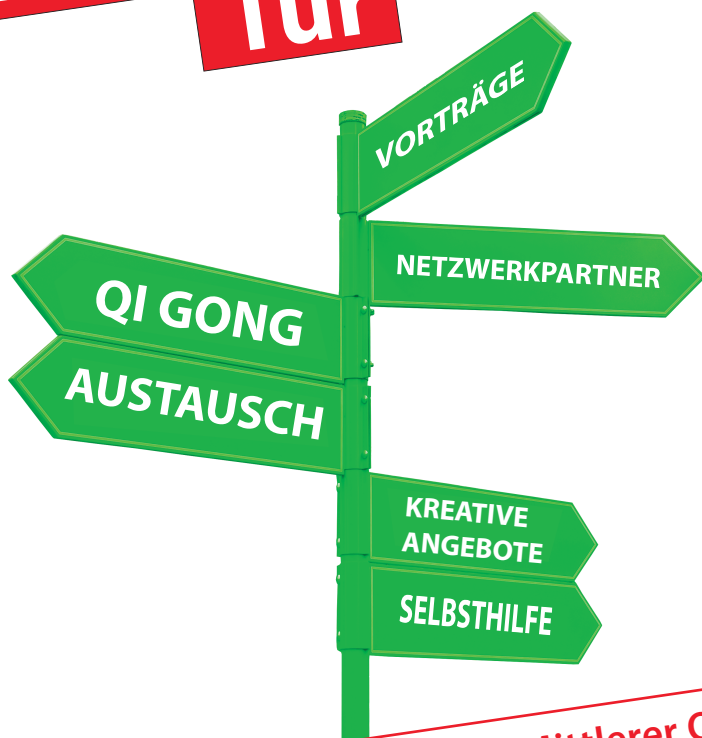 für
VORTRÄGE
NETZWERKPARTNER
QI GONG
AUSTAUSCH
KREATIVE
ANGEBOTE
SELBSTHILFE